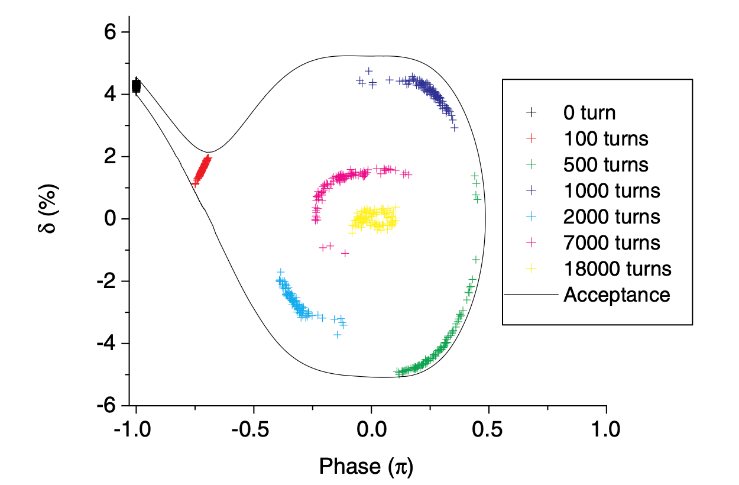 6
4
2
0
-2
-4
-6
δ (%)
-1.0 -0.5 0.0 0.5 1.0
Phase (π)
0 turn
100 turns
500 turns
1000 turns
2000 turns
7000 turns
18000 turns
Acceptance